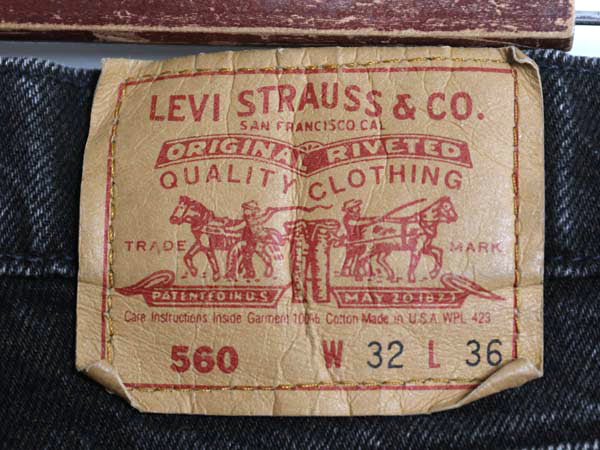 LEVI STRAUSS & CO.
SAN FRANCISCO, CAL
ORIGINAL RIVETED
QUALITY CLOTHING
TRADE MARK
PATENTED IN U.S. MAY 20 1873
Care Instructions Inside Garment 100% Cotton Made in U.S.A. WPL 423
560 W 32 L 36